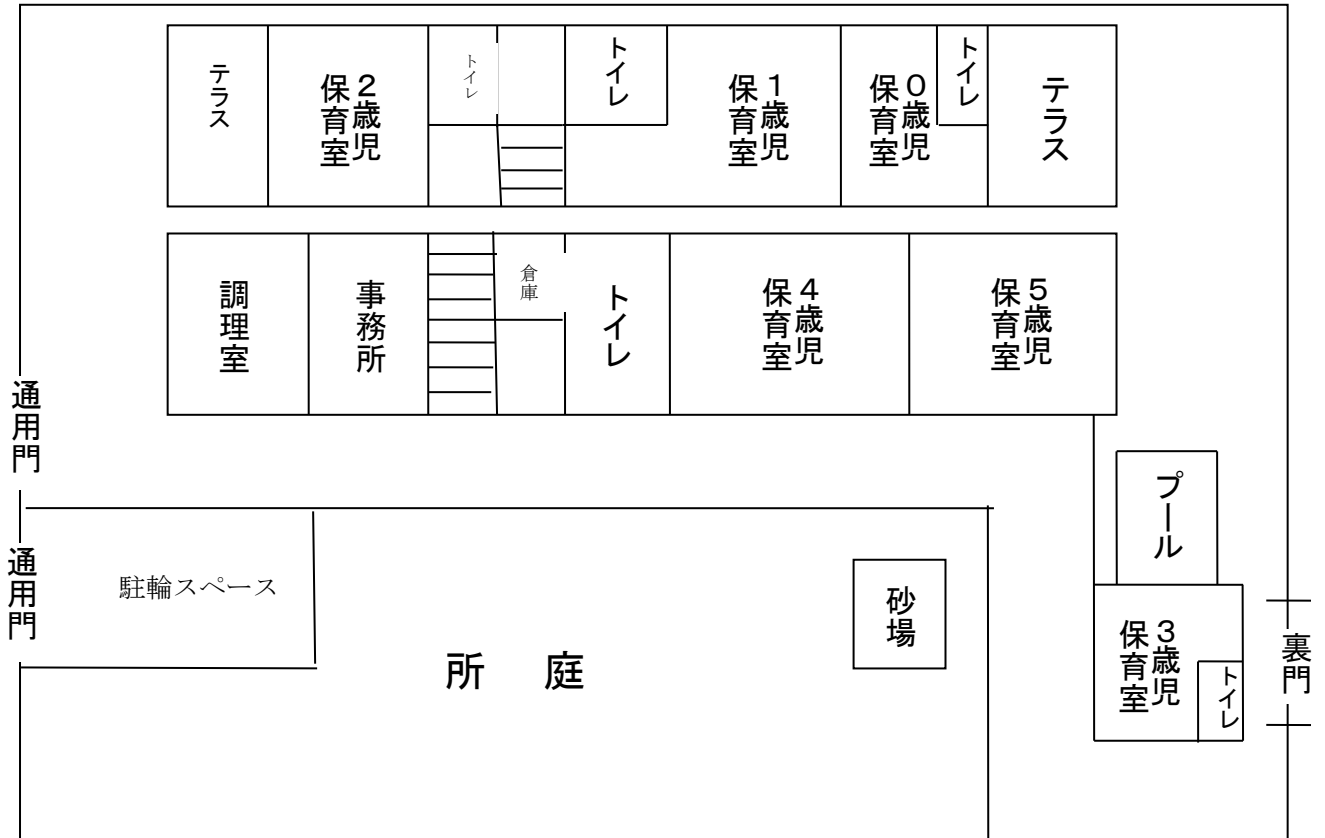 テラス
２歳児
保育室
トイレ
トイレ
１歳児
保育室
０歳児
保育室
トイレ
テラス
調理室
事務所
倉庫
トイレ
４歳児
保育室
５歳児
保育室
通用門
通用門
駐輪スペース
所　庭
砂場
プール
３歳児
保育室
トイレ
裏門